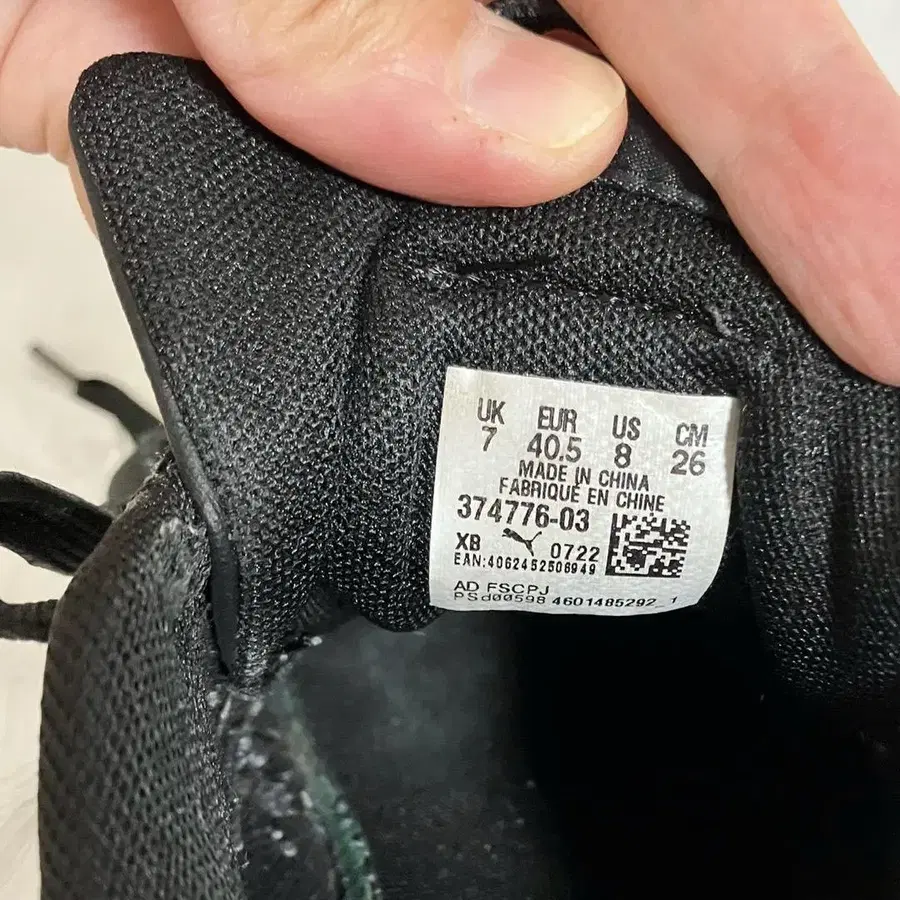 UK EUR US CM
7 40.5 8 26
MADE IN CHINA
FABRIQUÉ EN CHINE
374776-03
XB 0722
EAN:4062452506949
AD FSCPJ
PSd00598 4601485292_1